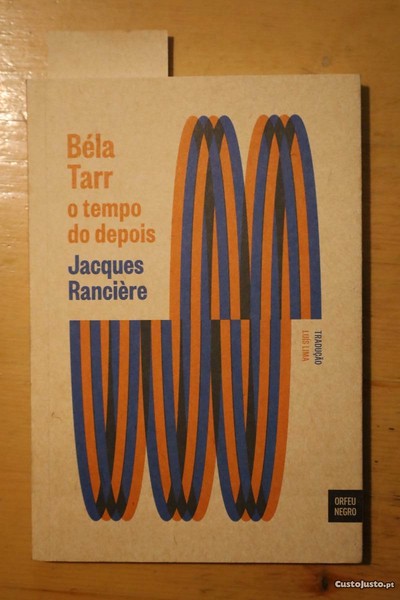 Béla
Tarr
o tempo
do depois
Jacques
Rancière
TRADUÇÃO
LUÍS LIMA
ORFEU
NEGRO
CustoJusto.pt